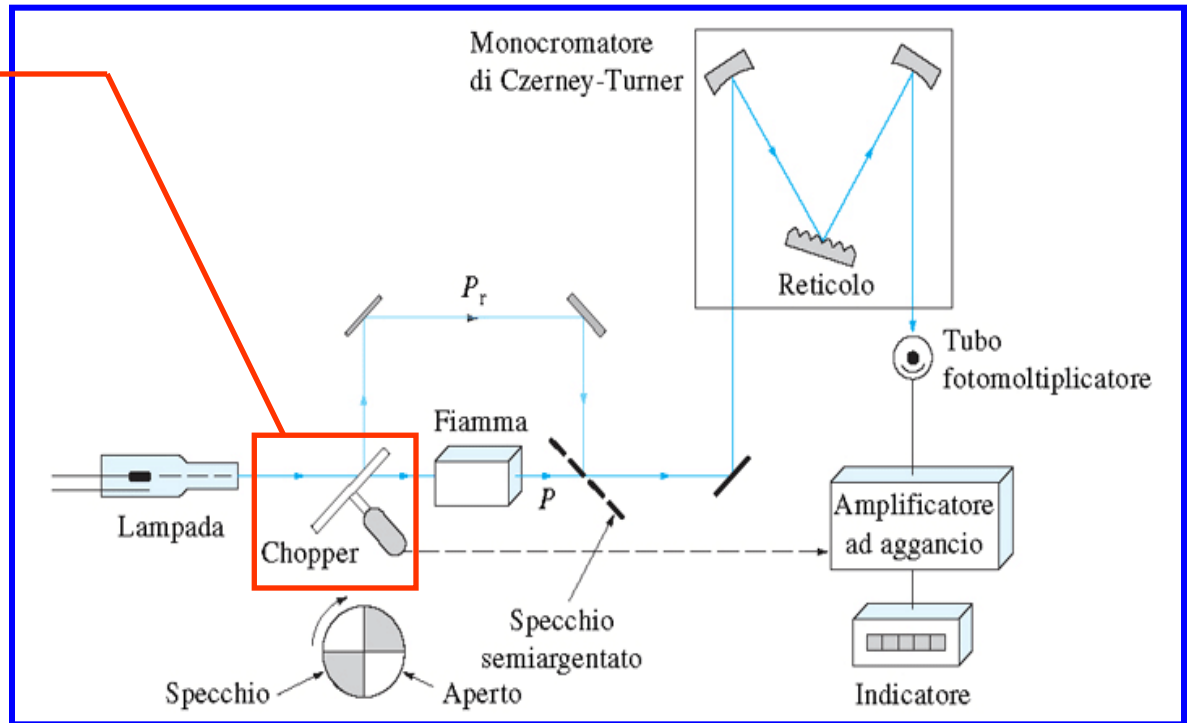 Monocromatore
di Czerney-Turner
Reticolo
Pr
Tubo
fotomoltiplicatore
Fiamma
P
Lampada
Chopper
Amplificatore
ad aggancio
Specchio
semiargentato
Specchio
Aperto
Indicatore